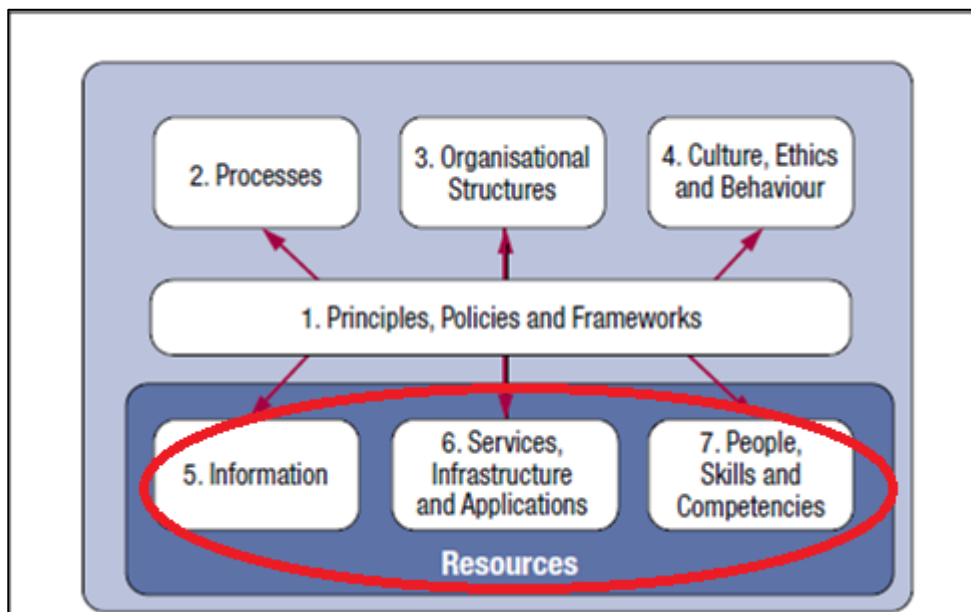 2. Processes
3. Organisational
Structures
4. Culture, Ethics
and Behaviour
1. Principles, Policies and Frameworks
5. Information
6. Services,
Infrastructure
and Applications
7. People,
Skills and
Competencies
Resources